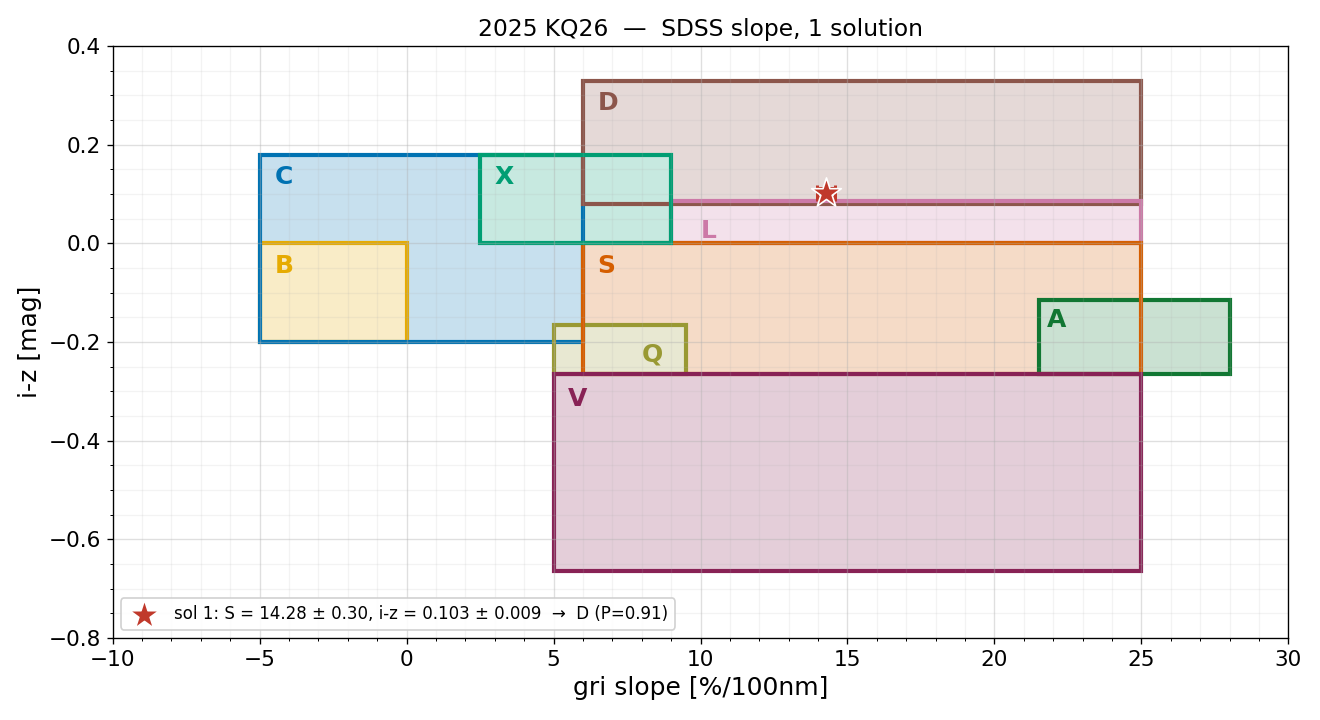 2025 KQ26 — SDSS slope, 1 solution
0.4
0.2
0.0
−0.2
−0.4
−0.6
−0.8
i-z [mag]
D
C
X
L
B
S
A
Q
V
sol 1: S = 14.28 ± 0.30, i-z = 0.103 ± 0.009 → D (P=0.91)
−10 −5 0 5 10 15 20 25 30
gri slope [%/100nm]